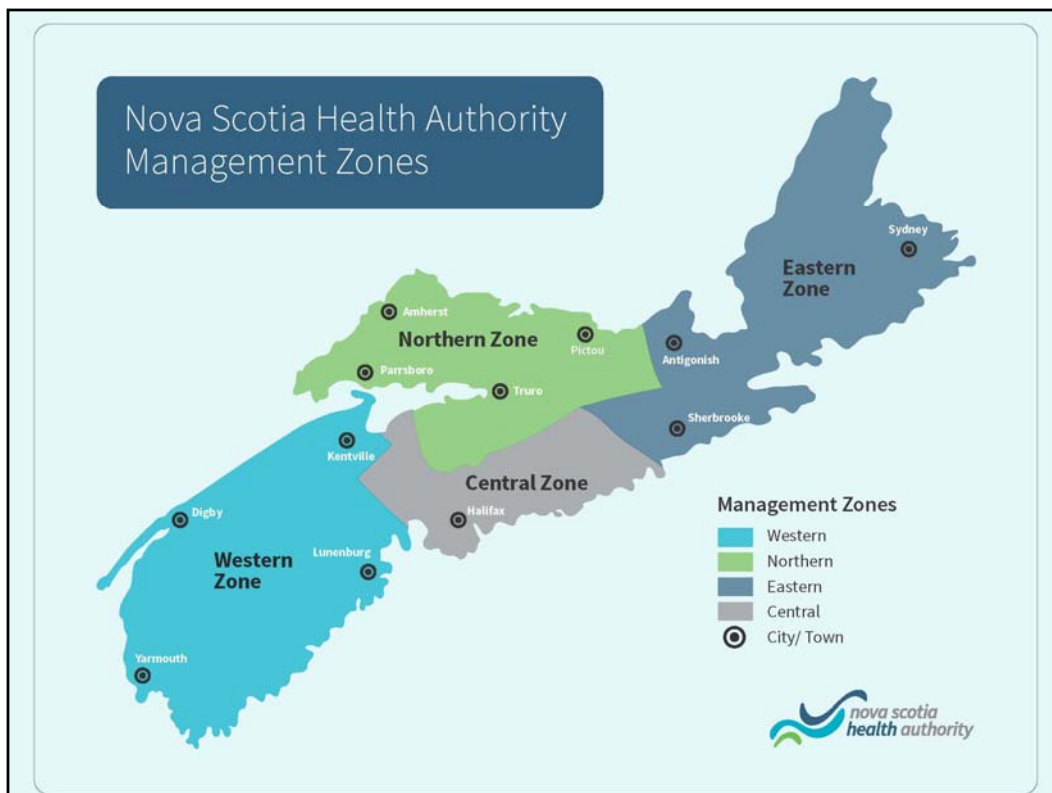 Nova Scotia Health Authority
Management Zones
Sydney
Eastern
Zone
Amherst
Northern Zone
Pictou
Antigonish
Parrsboro
Truro
Sherbrooke
Kentville
Central Zone
Halifax
Digby
Lunenburg
Western
Zone
Yarmouth
Management Zones
Western
Northern
Eastern
Central
City/ Town
nova scotia
health authority